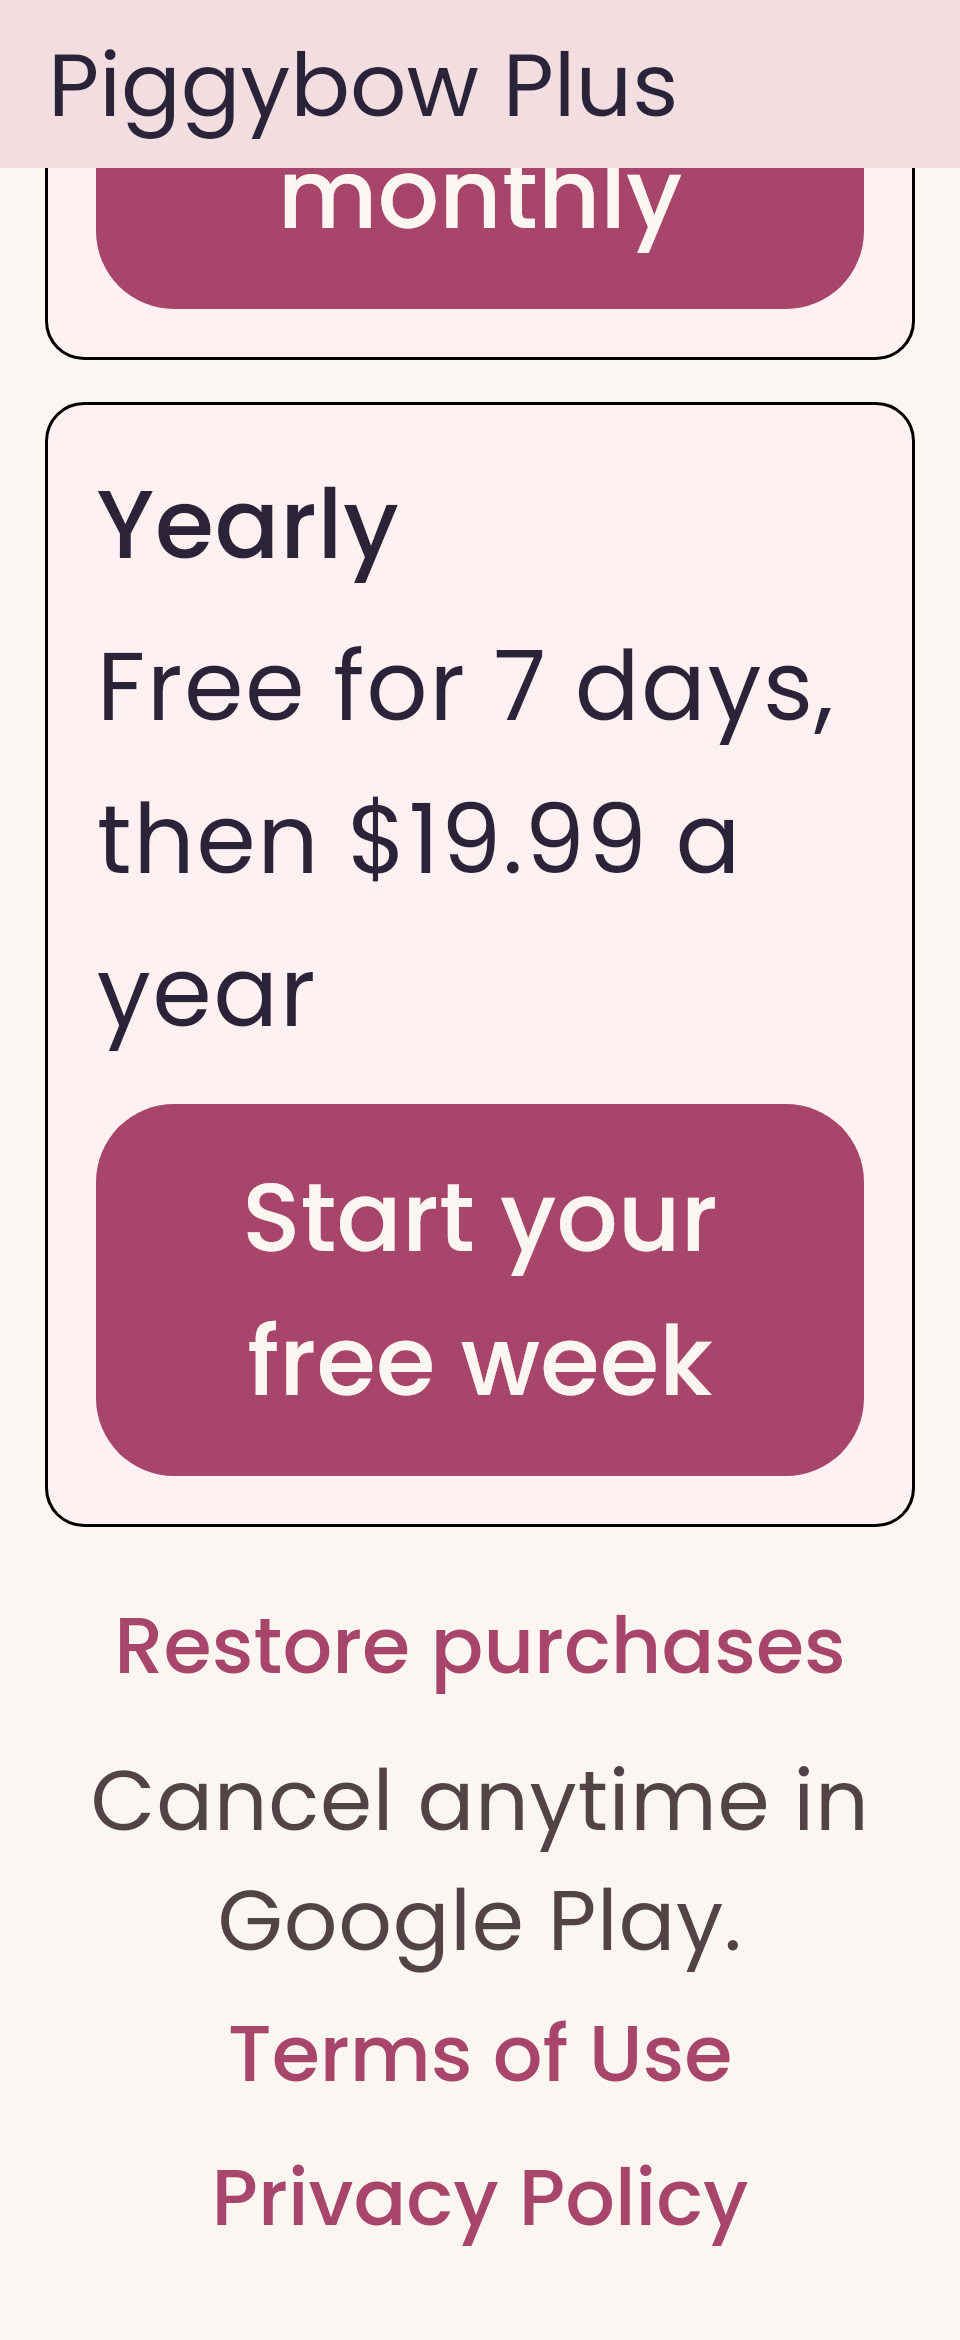 Piggybow Plus
monthly
Yearly
Free for 7 days,
then $19.99 a
year
Start your
free week
Restore purchases
Cancel anytime in
Google Play.
Terms of Use
Privacy Policy